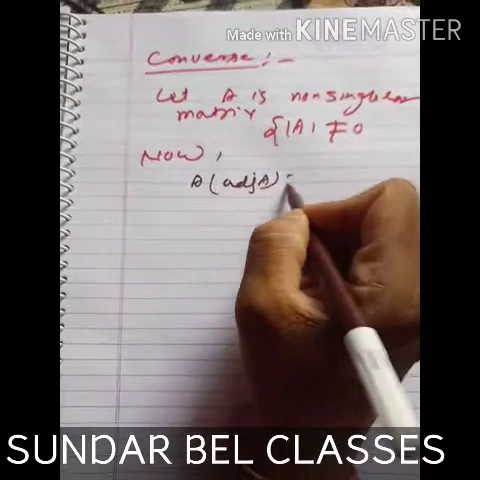 Made with KINEMASTER
Converse :-
Let A is nonsingular
matrix
{|A| ≠ 0
Now,
A(adjA) =
SUNDAR BEL CLASSES